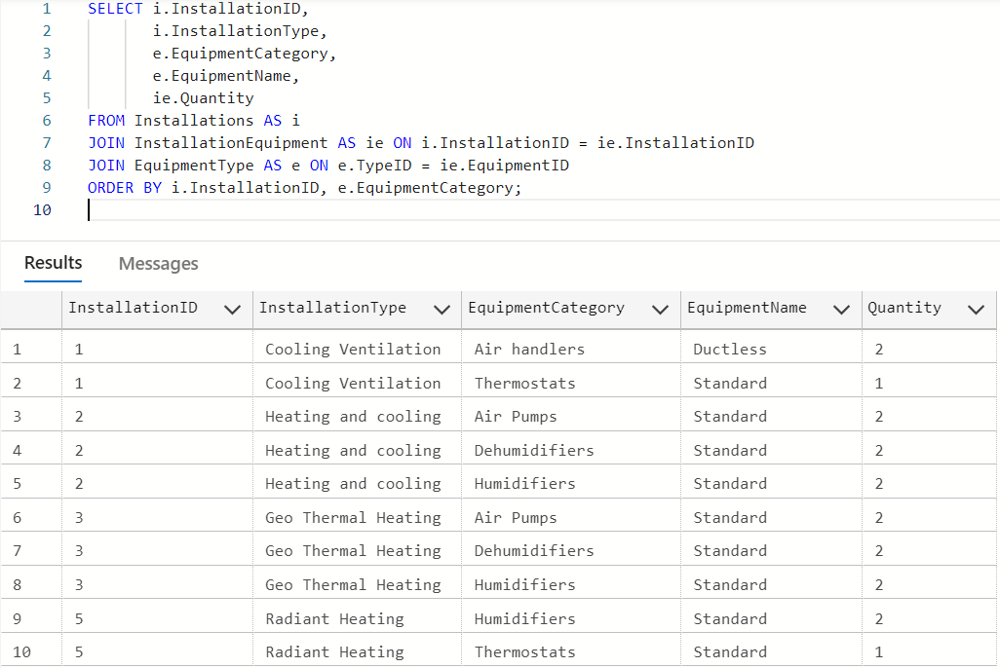 1 SELECT i.InstallationID,
2 i.InstallationType,
3 e.EquipmentCategory,
4 e.EquipmentName,
5 ie.Quantity
6 FROM Installations AS i
7 JOIN InstallationEquipment AS ie ON i.InstallationID = ie.InstallationID
8 JOIN EquipmentType AS e ON e.TypeID = ie.EquipmentID
9 ORDER BY i.InstallationID, e.EquipmentCategory;
10
Results Messages
InstallationID InstallationType EquipmentCategory EquipmentName Quantity
1 1 Cooling Ventilation Air handlers Ductless 2
2 1 Cooling Ventilation Thermostats Standard 1
3 2 Heating and cooling Air Pumps Standard 2
4 2 Heating and cooling Dehumidifiers Standard 2
5 2 Heating and cooling Humidifiers Standard 2
6 3 Geo Thermal Heating Air Pumps Standard 2
7 3 Geo Thermal Heating Dehumidifiers Standard 2
8 3 Geo Thermal Heating Humidifiers Standard 2
9 5 Radiant Heating Humidifiers Standard 2
10 5 Radiant Heating Thermostats Standard 1